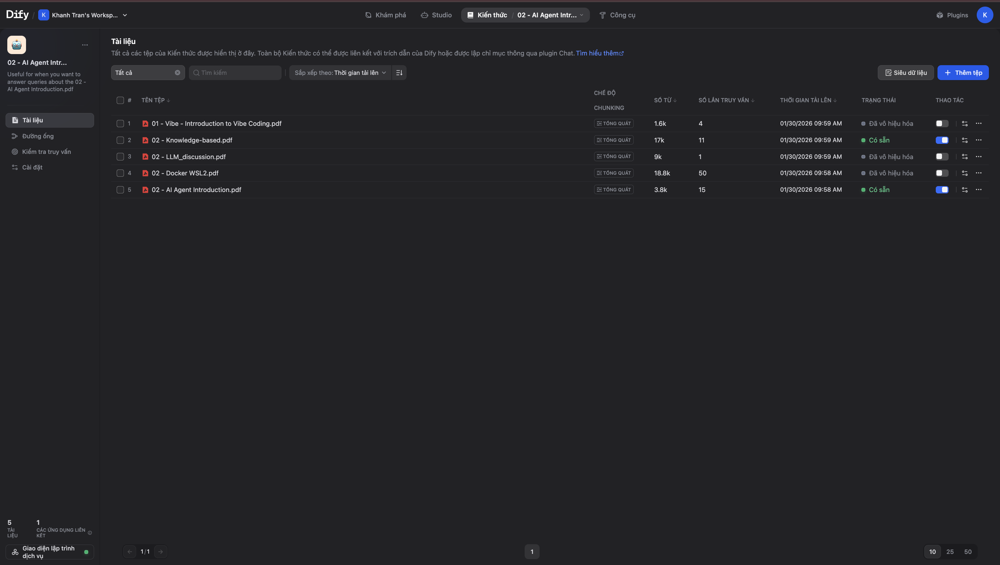 Dify / K Khanh Tran's Worksp...
Khám phá
Studio
Kiến thức / 02 - AI Agent Intr...
Công cụ
Plugins
K
02 - AI Agent Intr...
Useful for when you want to
answer queries about the 02 -
AI Agent Introduction.pdf
Tài liệu
Đường ống
Kiểm tra truy vấn
Cài đặt
Tài liệu
Tất cả các tệp của Kiến thức được hiển thị ở đây. Toàn bộ Kiến thức có thể được liên kết với trích dẫn của Dify hoặc được lập chỉ mục thông qua plugin Chat. Tìm hiểu thêm
Tất cả
Tìm kiếm
Sắp xếp theo: Thời gian tải lên
Siêu dữ liệu
+ Thêm tệp
# TÊN TỆP ↓ CHẾ ĐỘ CHUNKING SỐ TỪ ↓ SỐ LẦN TRUY VẤN ↓ THỜI GIAN TẢI LÊN ↓ TRẠNG THÁI THAO TÁC
1 01 - Vibe - Intrroduction to Vibe Coding.pdf TỔNG QUÁT 1.6k 4 01/30/2026 09:59 AM Đã vô hiệu hóa
2 02 - Knowledge-based.pdf TỔNG QUÁT 17k 11 01/30/2026 09:59 AM Có sẵn
3 02 - LLM_discussion.pdf TỔNG QUÁT 9k 1 01/30/2026 09:59 AM Đã vô hiệu hóa
4 02 - Docker WSL2.pdf TỔNG QUÁT 18.8k 50 01/30/2026 09:58 AM Đã vô hiệu hóa
5 02 - AI Agent Introduction.pdf TỔNG QUÁT 3.8k 15 01/30/2026 09:58 AM Có sẵn
5
TÀI
LIỆU
1
CÁC ỨNG DỤNG LIÊN
KẾT
Giao diện lập trình
dịch vụ
1/1
1
10 25 50